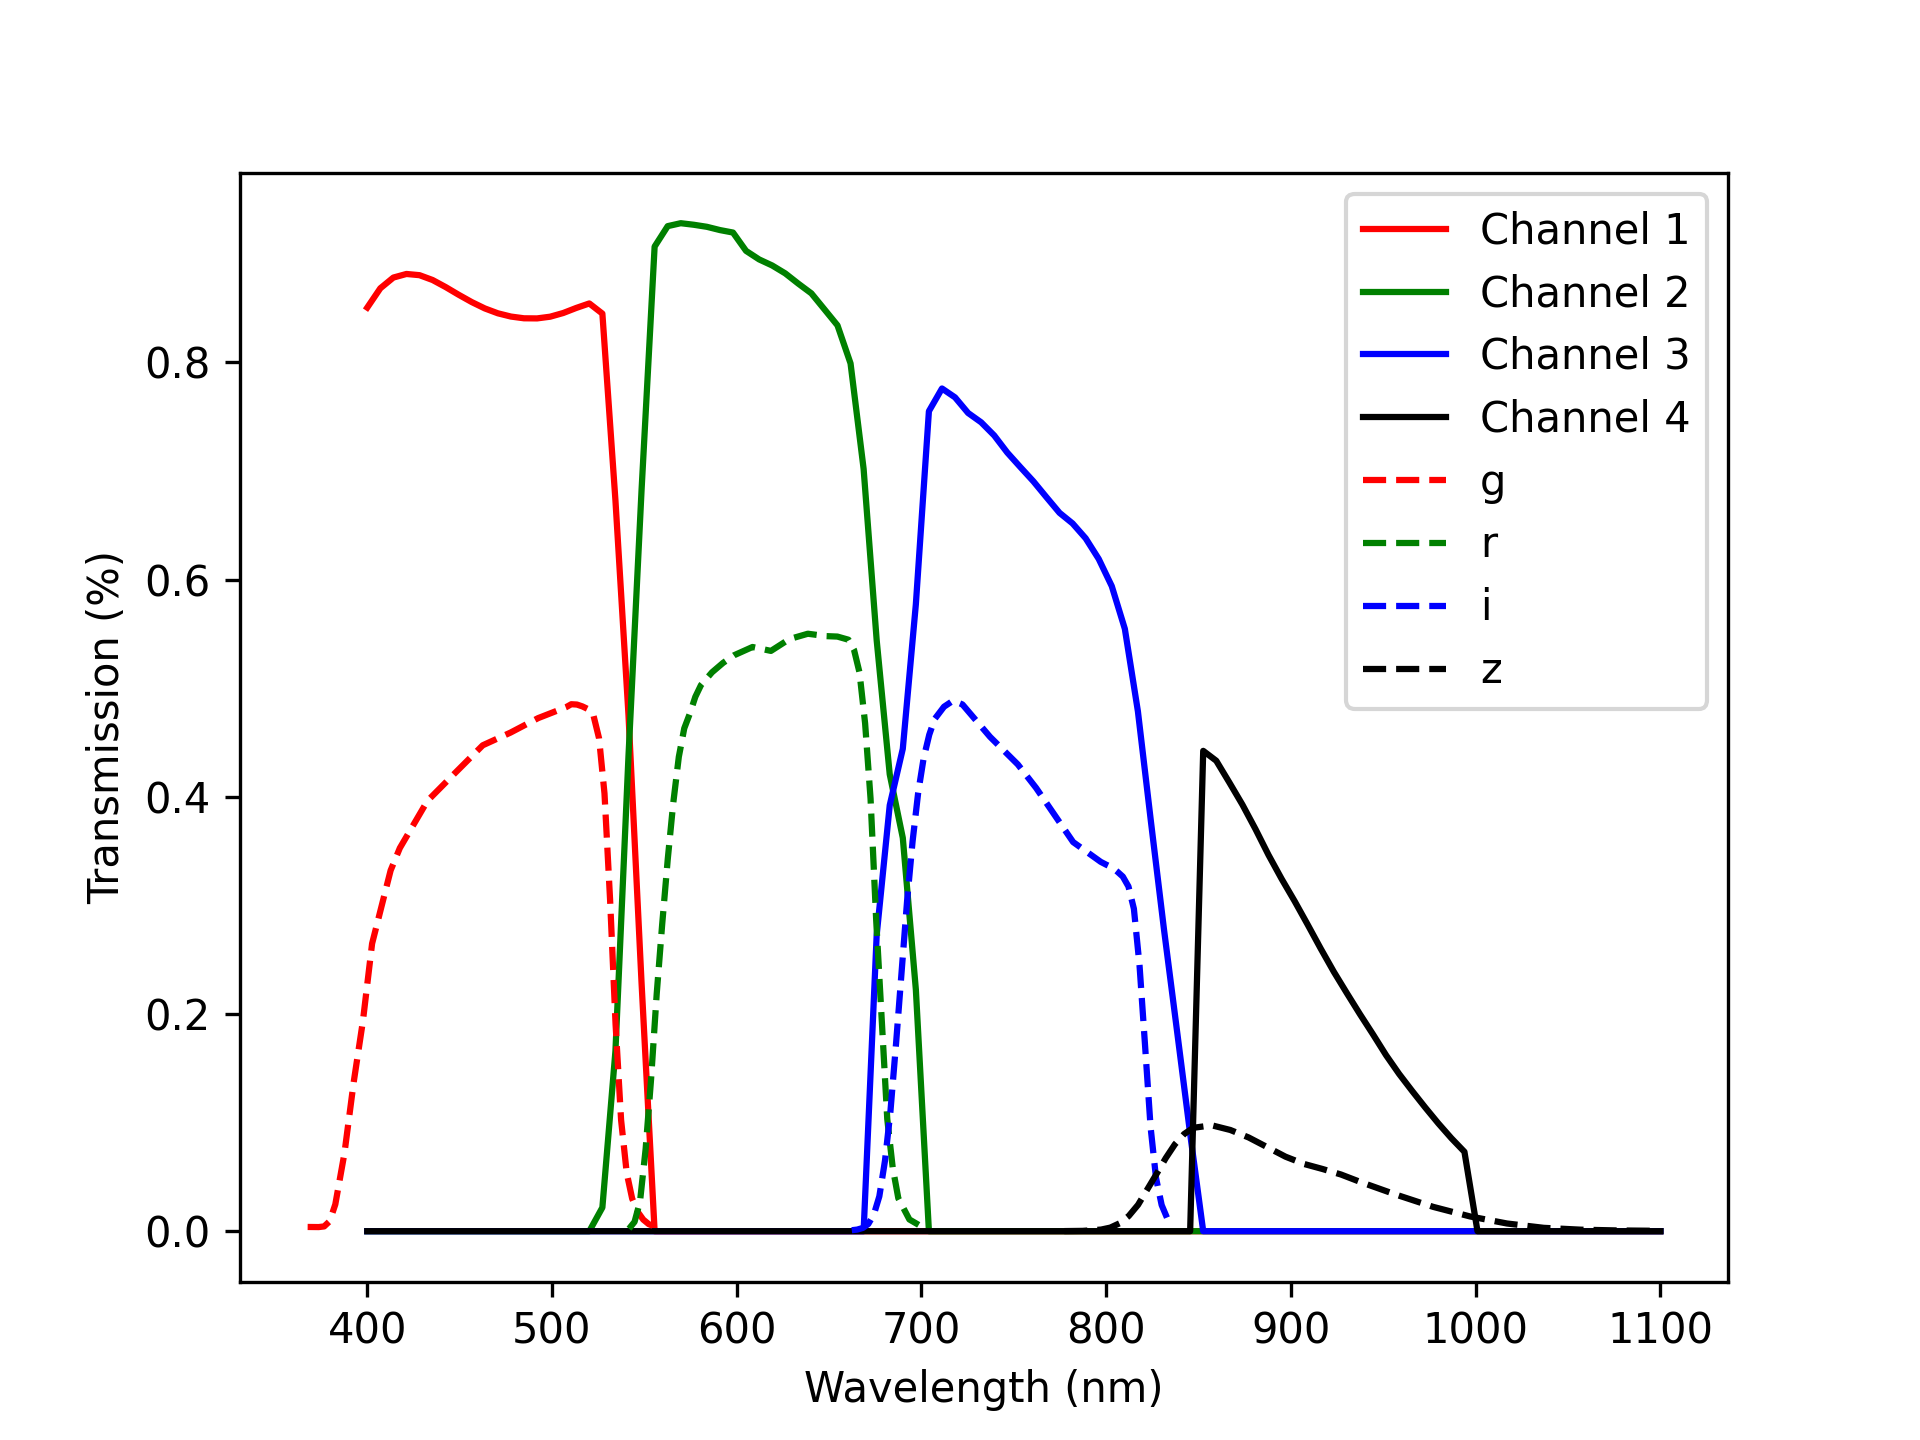 Channel 1
Channel 2
Channel 3
Channel 4
g
r
i
z
Transmission (%)
0.8
0.6
0.4
0.2
0.0
400 500 600 700 800 900 1000 1100
Wavelength (nm)